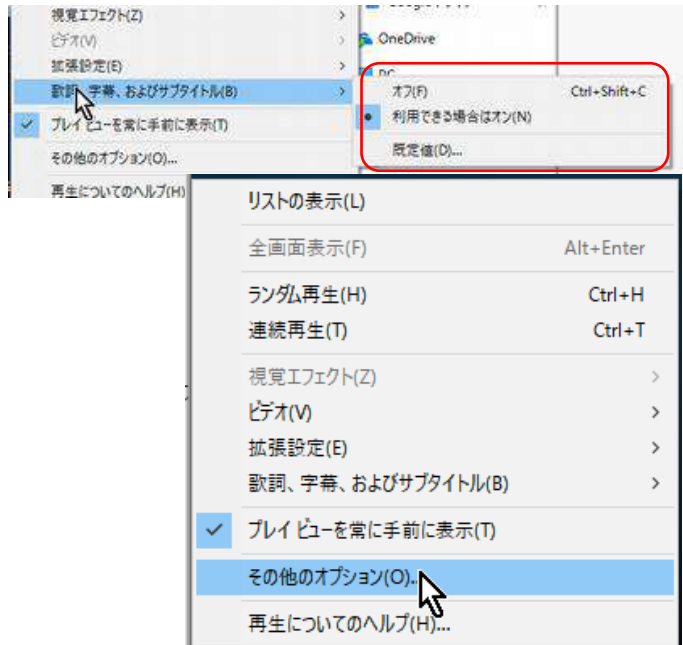 視覚エフェクト(Z)
ビデオ(V)
拡張設定(E)
歌詞、字幕、およびサブタイトル(B)
プレイ ビューを常に手前に表示(T)
その他のオプション(O)...
再生についてのヘルプ(H)
OneDrive
PC
オフ(F) Ctrl+Shift+C
利用できる場合はオン(N)
既定値(D)...
リストの表示(L)
全画面表示(F) Alt+Enter
ランダム再生(H) Ctrl+H
連続再生(T) Ctrl+T
視覚エフェクト(Z)
ビデオ(V)
拡張設定(E)
歌詞、字幕、およびサブタイトル(B)
プレイ ビューを常に手前に表示(T)
その他のオプション(O)...
再生についてのヘルプ(H)...